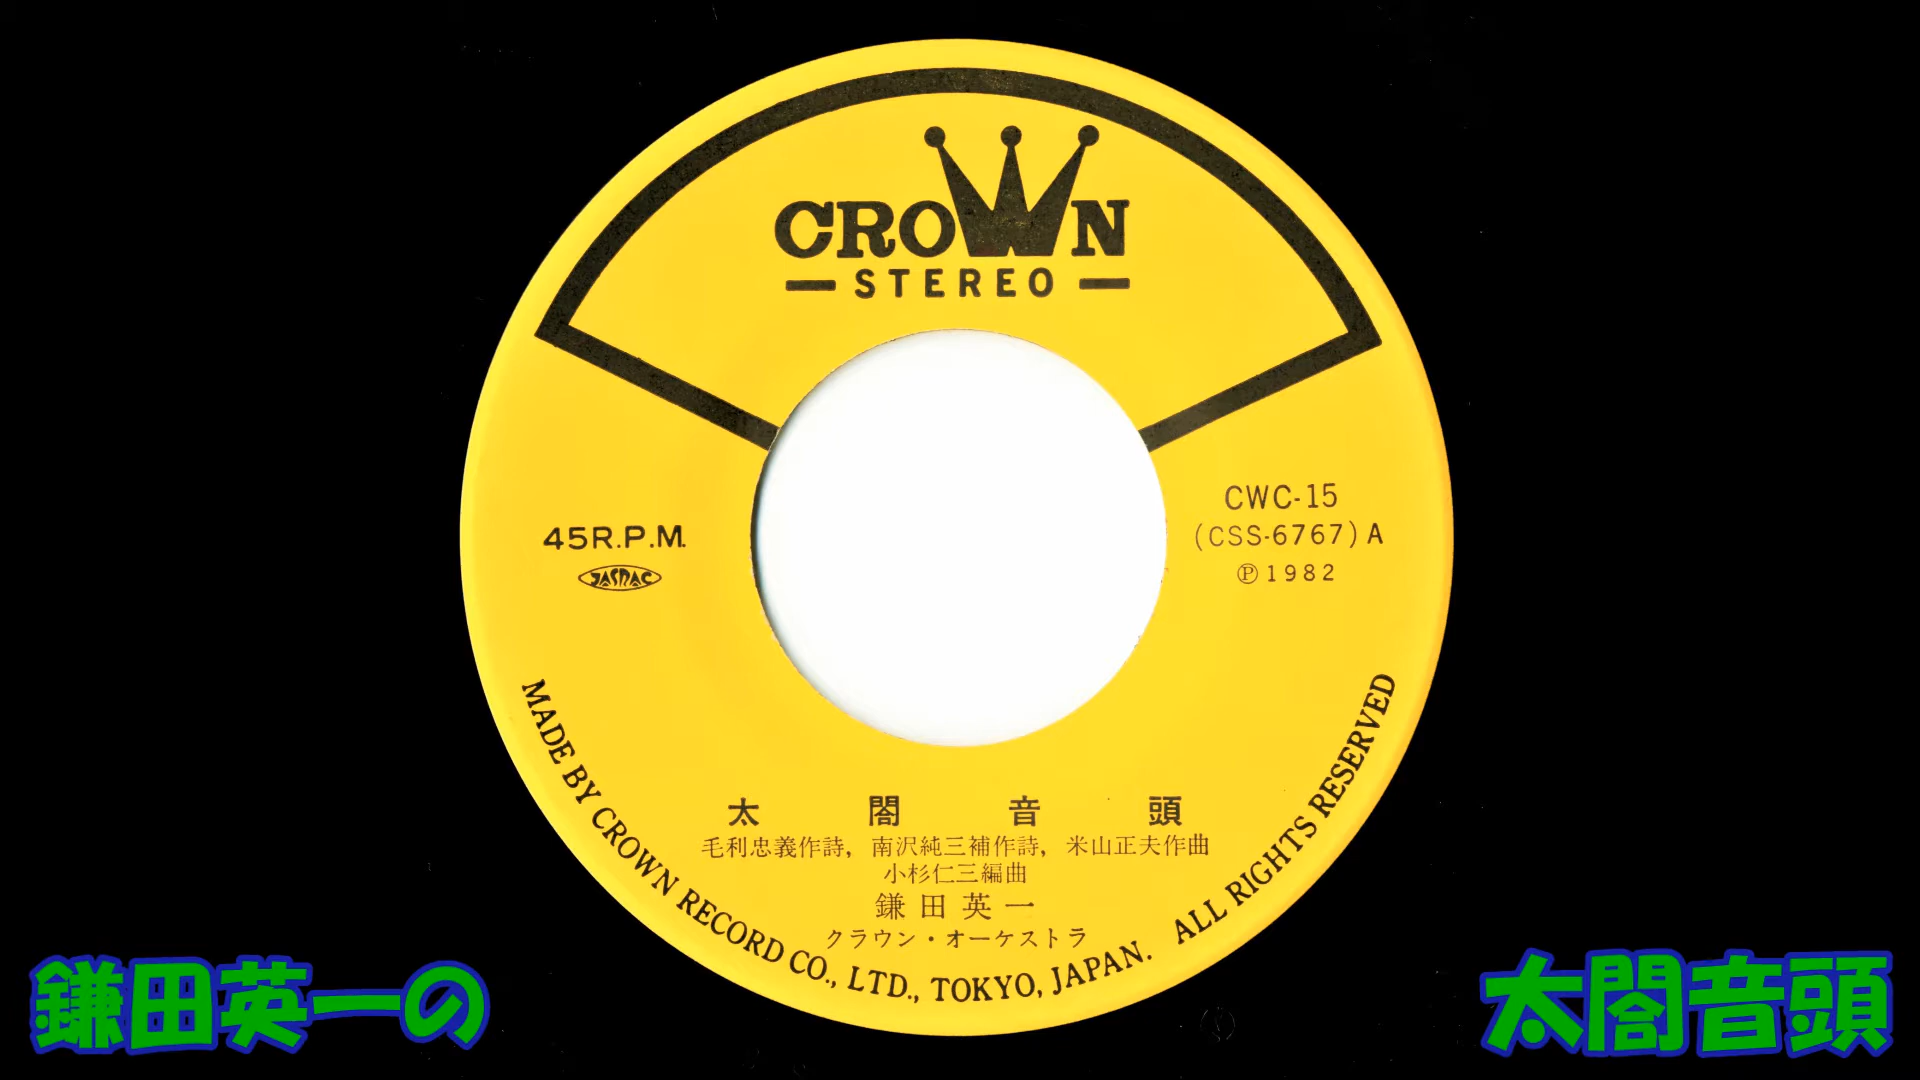 CROWN
STEREO
45R.P.M.
JASRAC
CWC-15
(CSS-6767) A
Ⓟ1982
太閤音頭
毛利忠義作詩, 南沢純三補作詩, 米山正夫作曲
小杉仁三編曲
鎌田英一
クラウン・オーケストラ
MADE BY CROWN RECORD CO., LTD., TOKYO, JAPAN. ALL RIGHTS RESERVED
鎌田英一の
太閤音頭